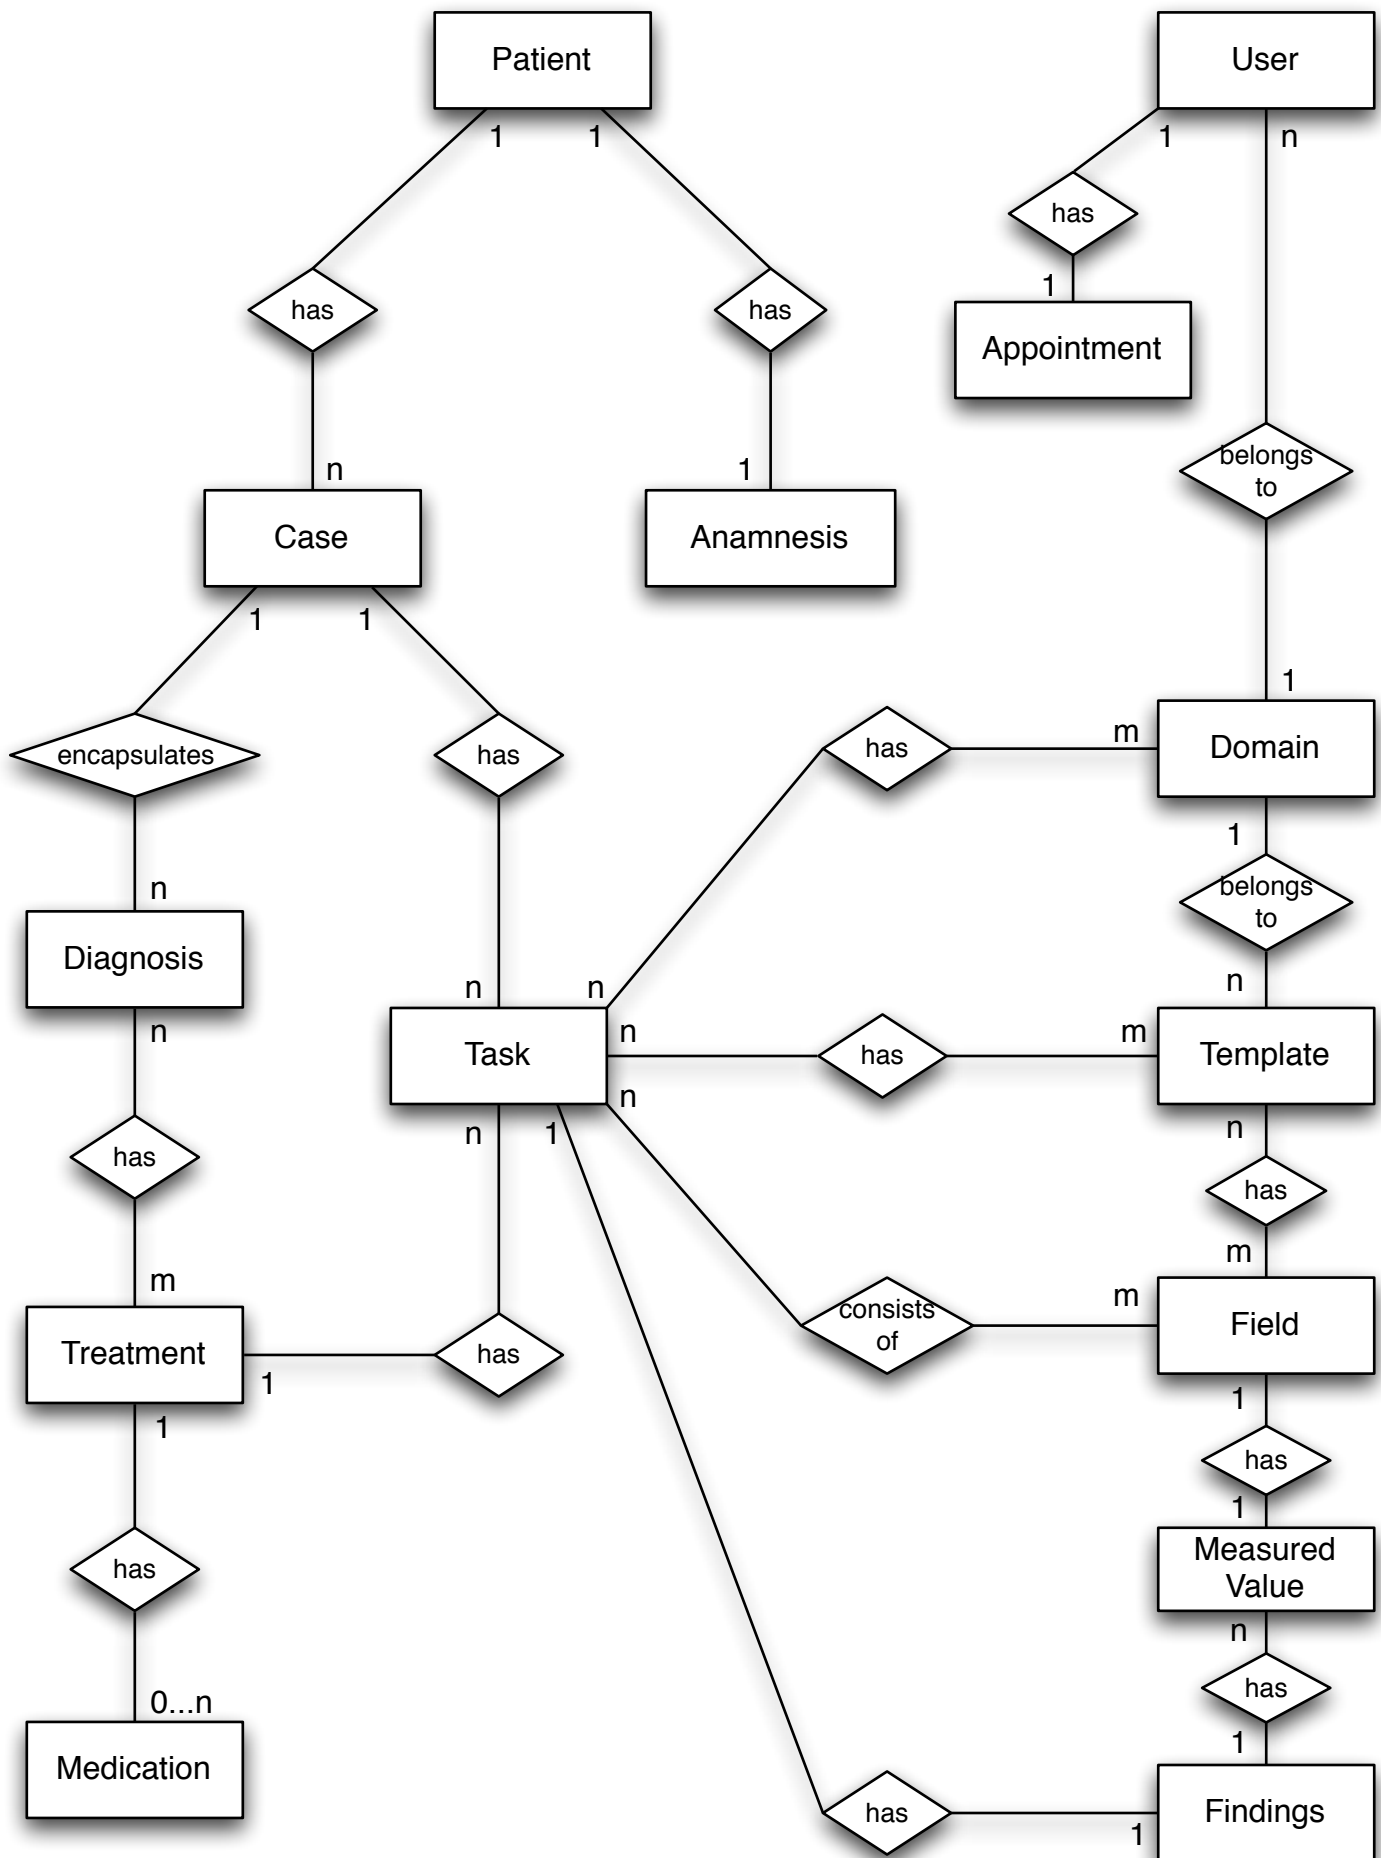 Patient
User
1
1
1
n
has
has
has
1
Appointment
belongs
to
n
1
Case
Anamnesis
1
1
1
encapsulates
has
has
m
Domain
1
belongs
to
n
Diagnosis
n
n
n
n
n
Task
n
has
m
Template
n
n
1
n
has
has
m
m
consists
of
m
Field
Treatment
1
has
1
1
has
1
Measured
Value
has
n
has
0...n
1
Medication
has
1
Findings